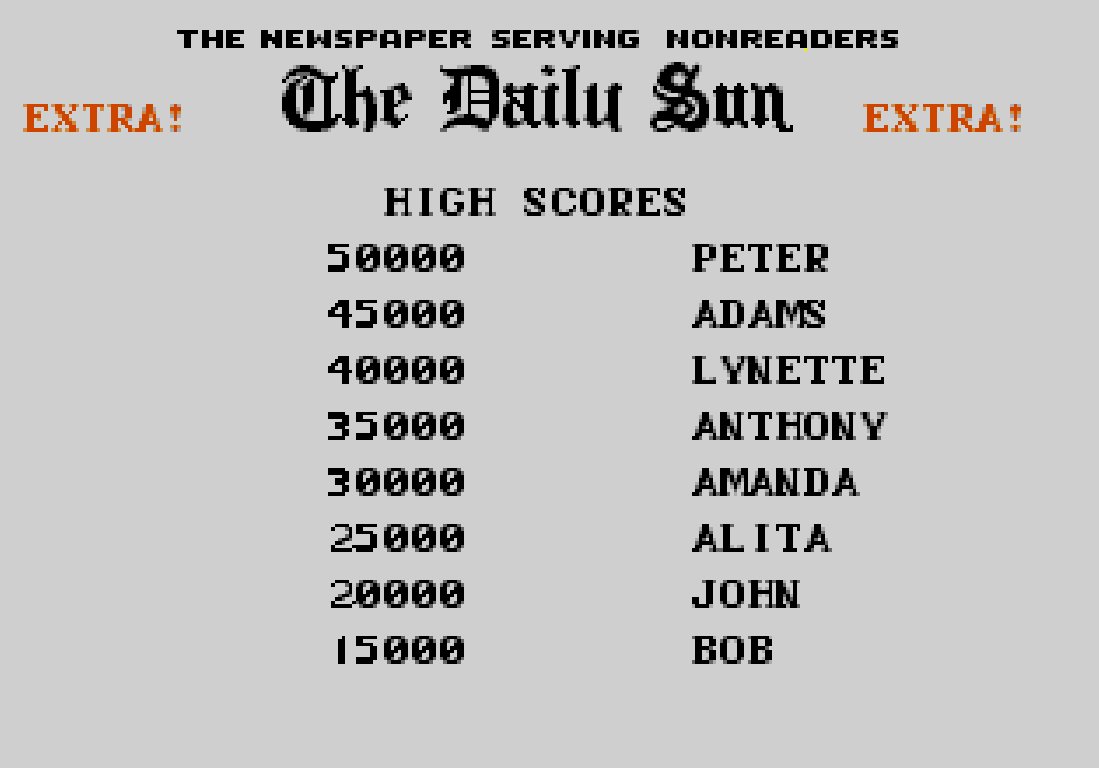 THE NEWSPAPER SERVING NONREADERS
EXTRA! The Daily Sun EXTRA!
HIGH SCORES
50000 PETER
45000 ADAMS
40000 LYNETTE
35000 ANTHONY
30000 AMANDA
25000 ALITA
20000 JOHN
15000 BOB